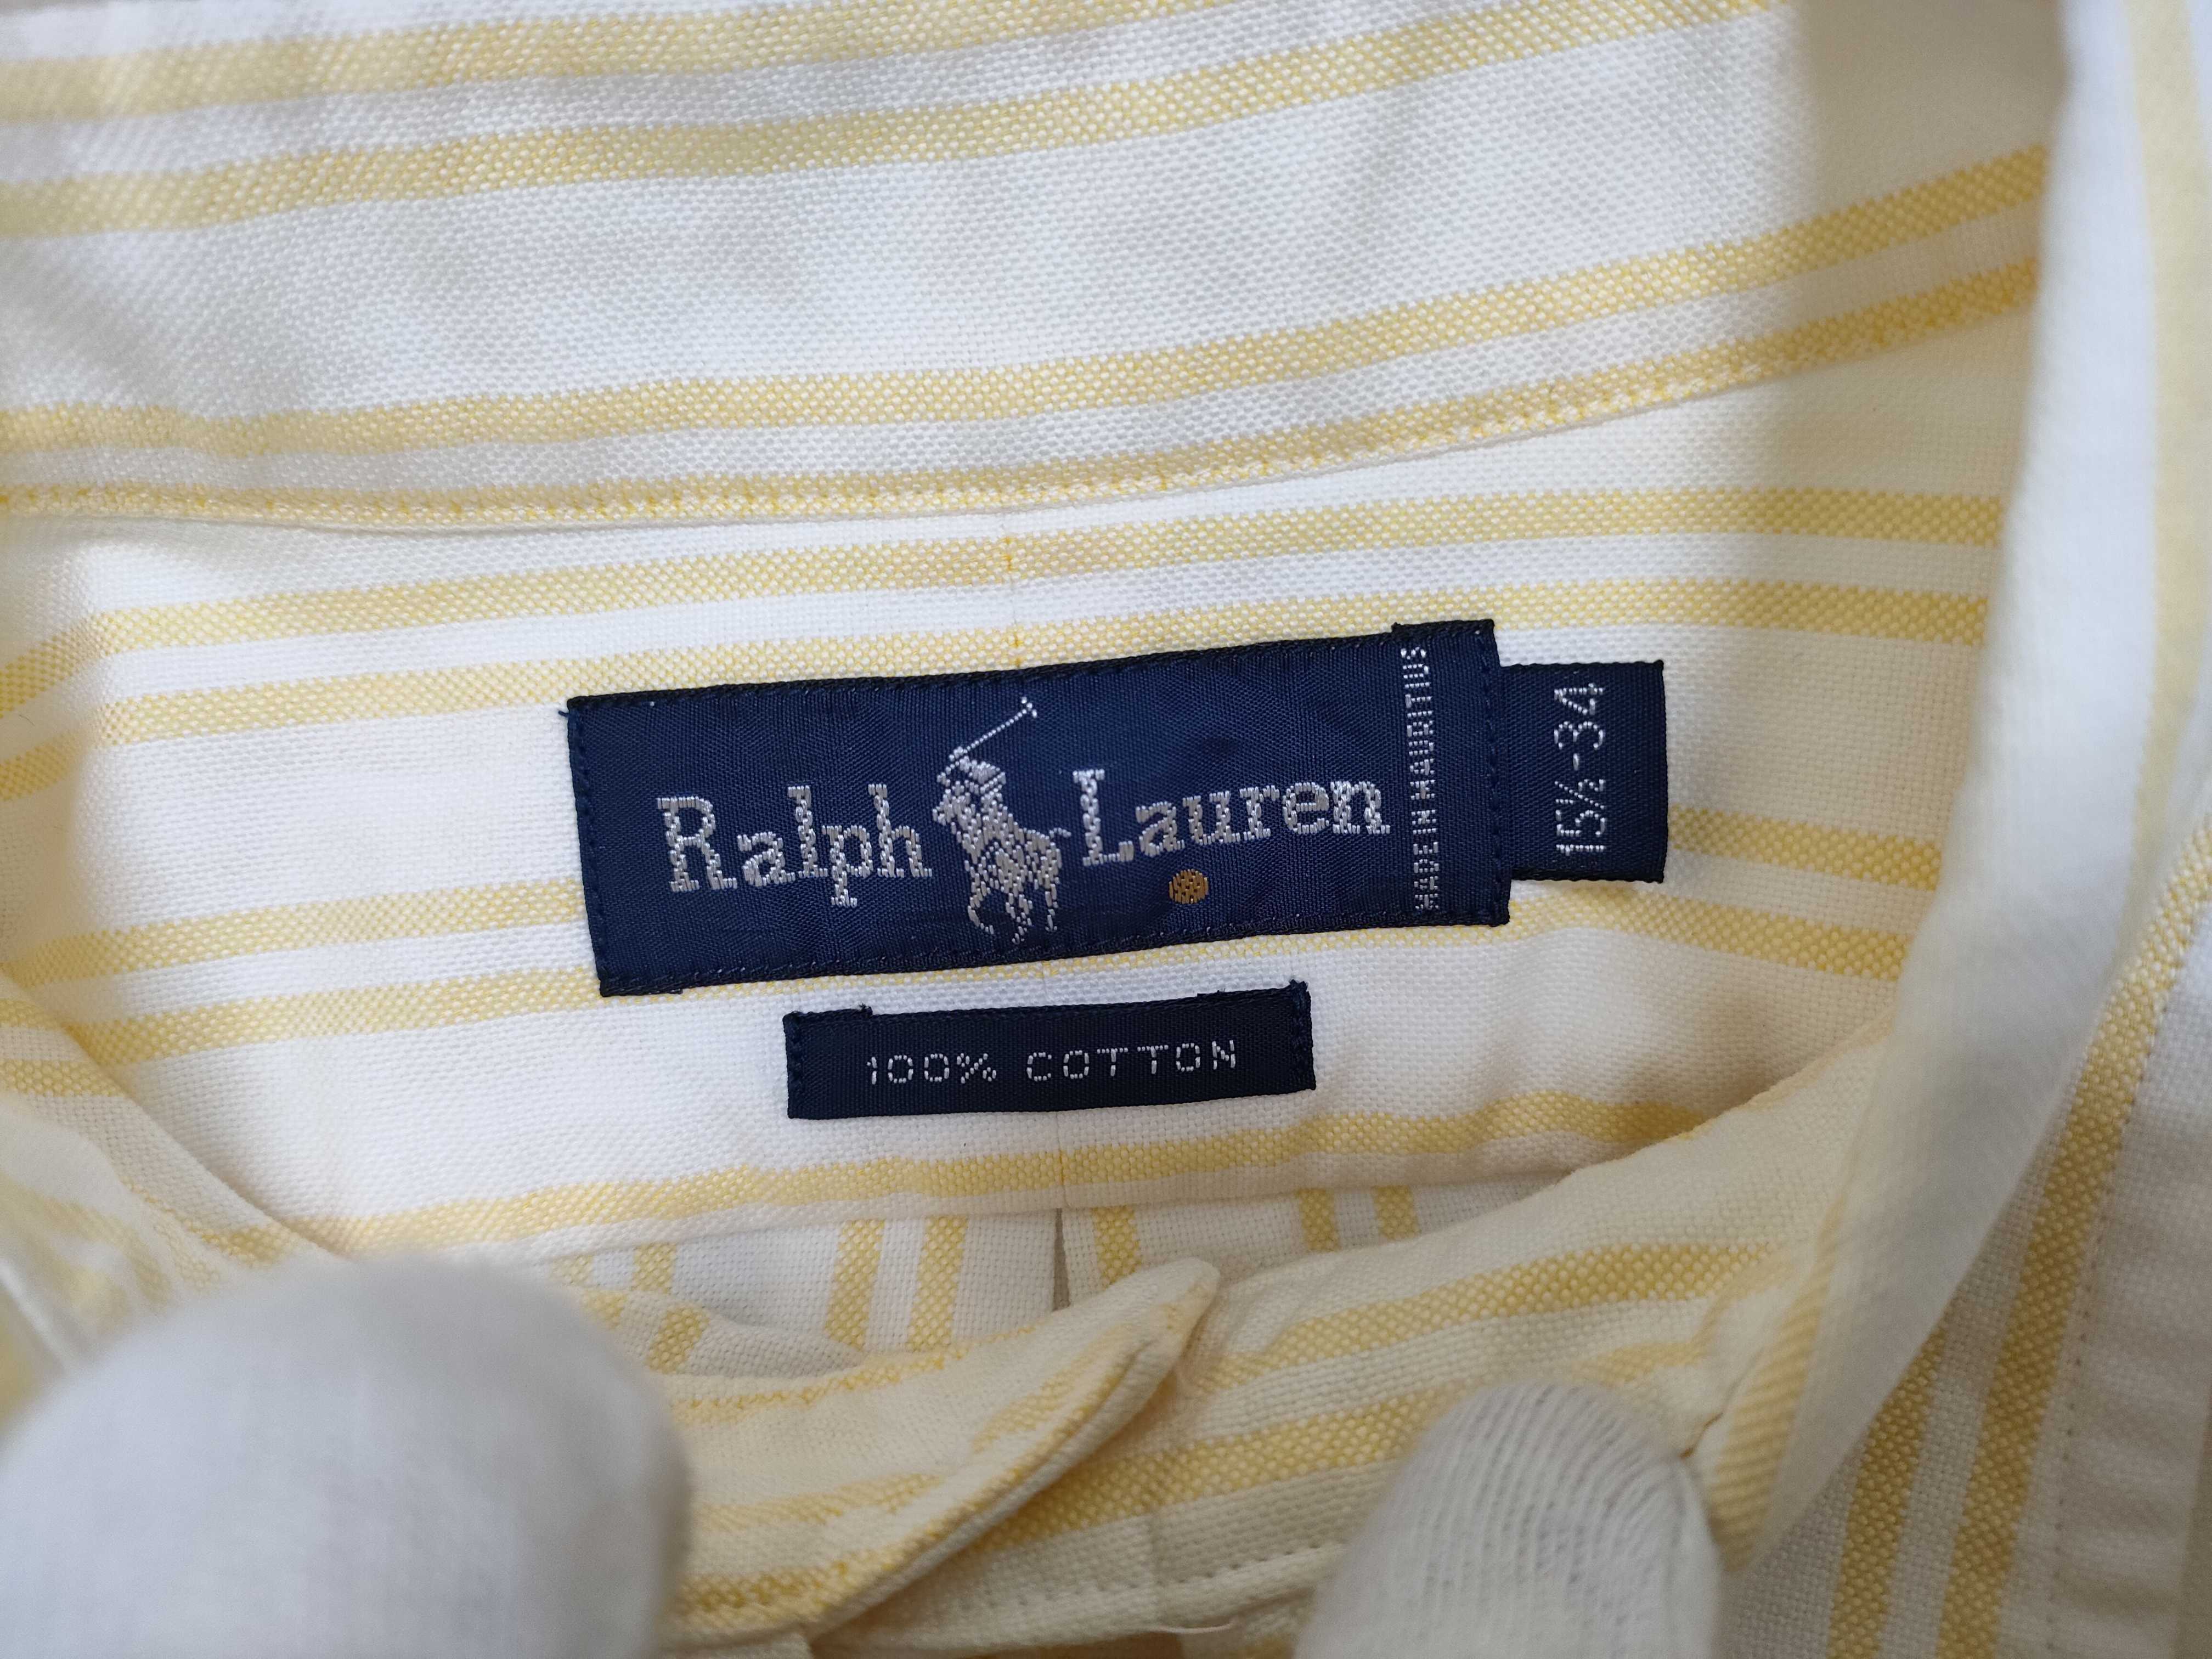 Ralph Lauren
MADE IN MAURITIUS
15½-34
100% COTTON